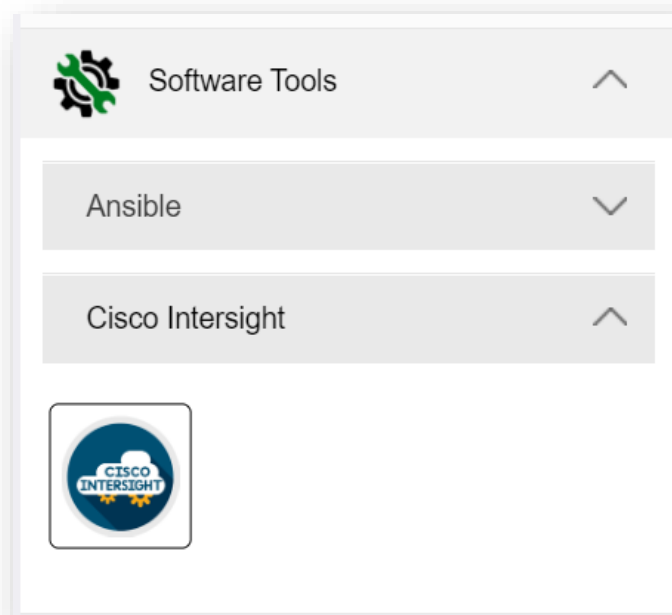 Software Tools
Ansible
Cisco Intersight
CISCO
INTERSIGHT